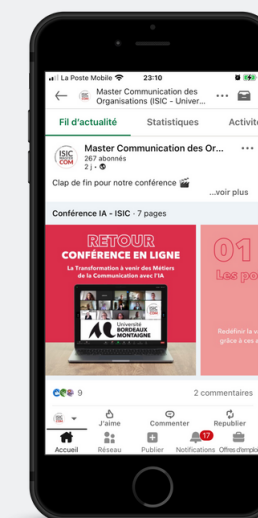 La Poste Mobile 23:10
Master Communication des
Organisations (ISIC - Univer...
Fil d'actualité Statistiques Activité
ISIC
COM
Master Communication des Or...
267 abonnés
2 j •
Clap de fin pour notre conférence
...voir plus
Conférence IA - ISIC · 7 pages
RETOUR
CONFÉRENCE EN LIGNE
La Transformation à venir des Métiers
de la Communication avec l'IA
Université
BORDEAUX
MONTAIGNE
01
Les po
Redéfinir la v
grâce à ces a
9 2 commentaires
J'aime Commenter Republier
17
Accueil Réseau Publier Notifications Offres d'emploi